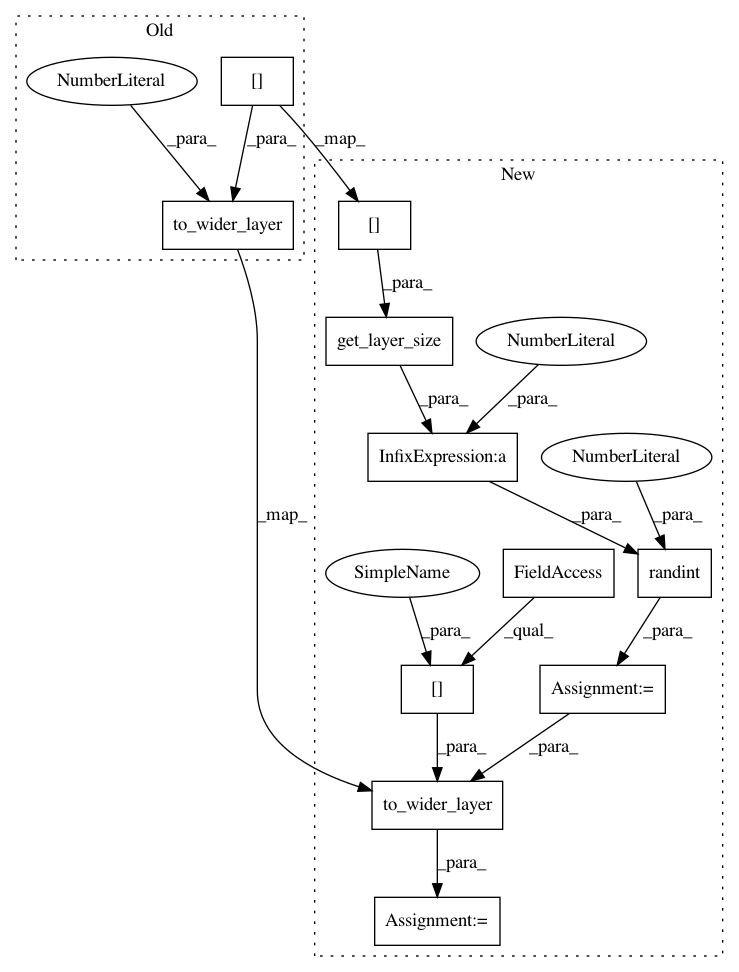 Old
NumberLiteral
[]
_para_
_para_
_map_
New
to_wider_layer
[]
_para_
get_layer_size
NumberLiteral
_para_
_para_
InfixExpression:a
NumberLiteral
_map_
_para_
_para_
SimpleName
FieldAccess
randint
_para_
_qual_
_para_
[]
Assignment:=
_para_
_para_
to_wider_layer
_para_
Assignment:=